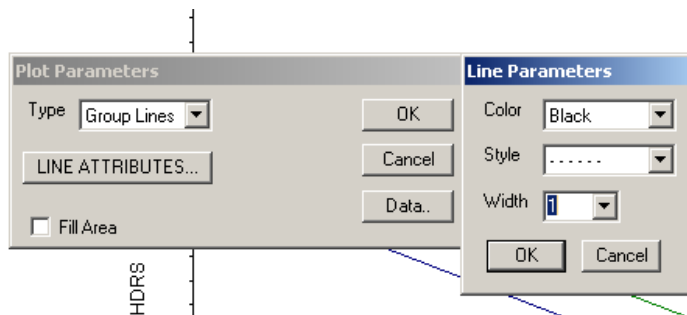 Plot Parameters
Type Group Lines
LINE ATTRIBUTES...
Fill Area
OK
Cancel
Data..
Line Parameters
Color Black
Style ------
Width 1
OK Cancel
HDRS